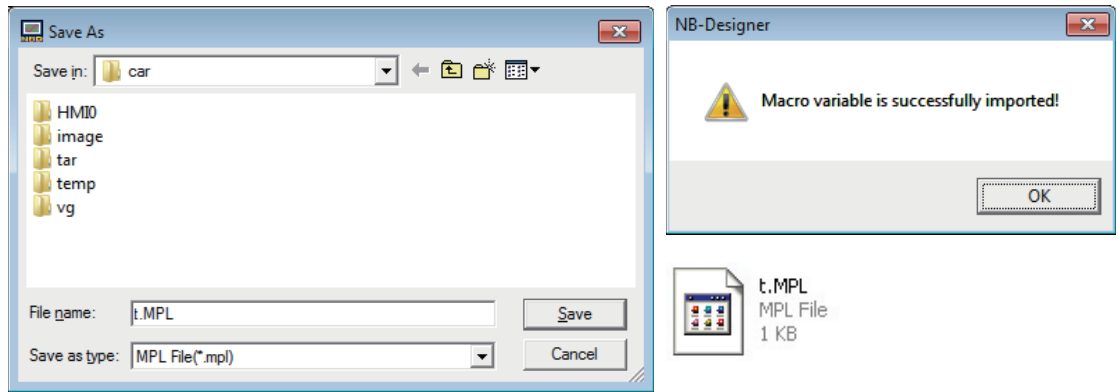 Save As
Save in: car
HMI0
image
tar
temp
vg
File name: t.MPL
Save
Save as type: MPL File(*.mpl)
Cancel
NB-Designer
Macro variable is successfully imported!
OK
t.MPL
MPL File
1 KB